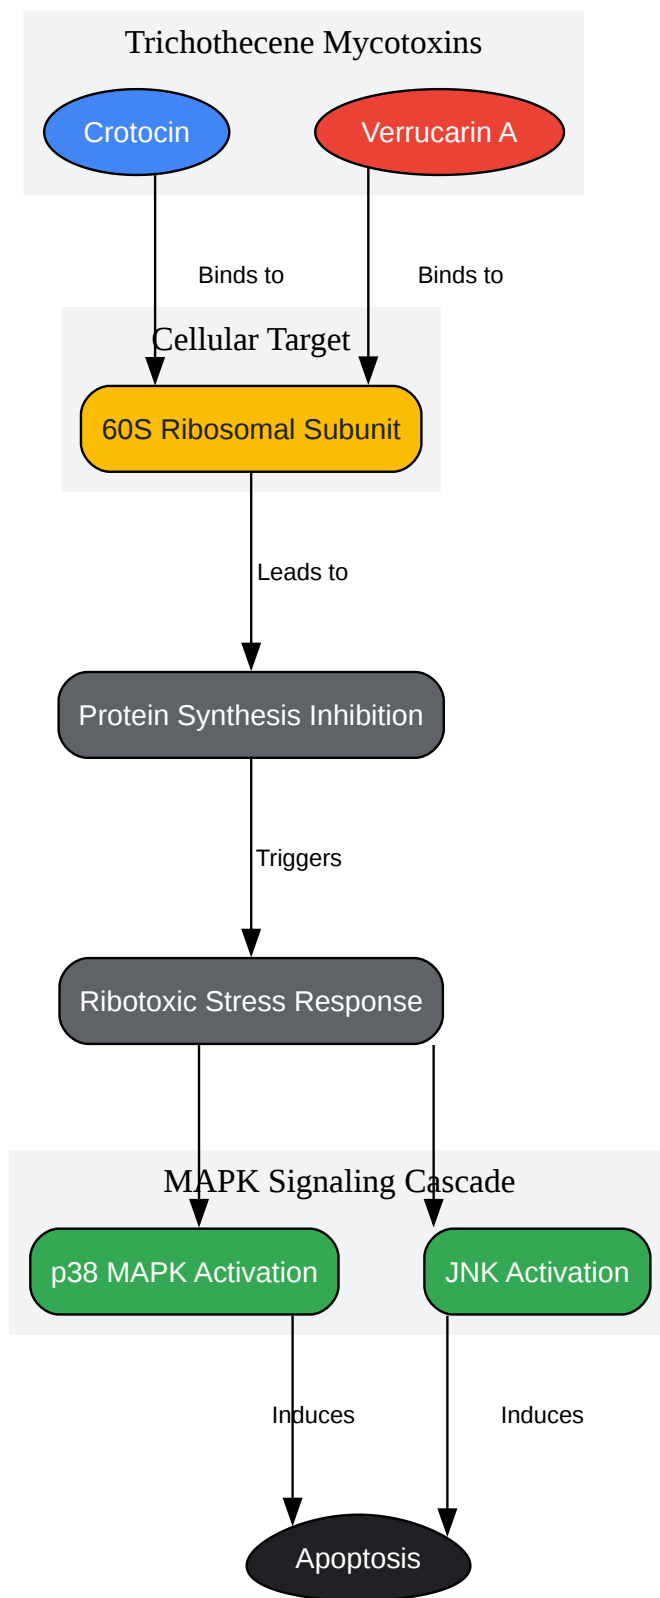 Trichothecene Mycotoxins
Crotocin
Verrucarin A
Binds to
Binds to
Cellular Target
60S Ribosomal Subunit
Leads to
Protein Synthesis Inhibition
Triggers
Ribotoxic Stress Response
MAPK Signaling Cascade
p38 MAPK Activation
JNK Activation
Induces
Induces
Apoptosis